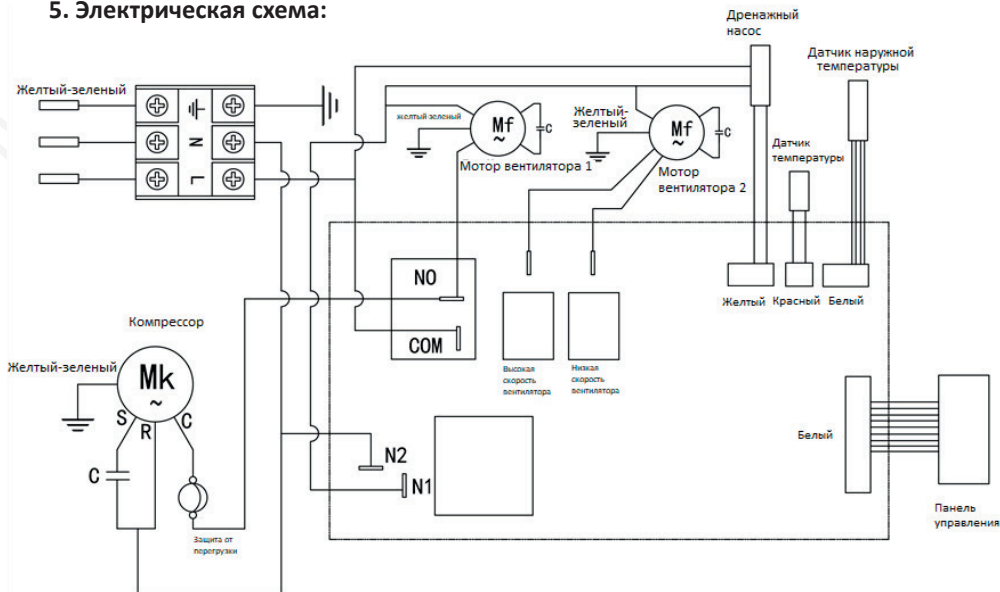 5. Электрическая схема:
Дренажный
насос
Датчик наружной
температуры
Желтый-зеленый
N
L
желтый зеленый
Mf
~
C
Мотор вентилятора 1
Желтый-
зеленый
Mf
~
C
Мотор
вентилятора 2
Датчик
температуры
NO
COM
Высокая
скорость
вентилятора
Низкая
скорость
вентилятора
Желтый
Красный
Белый
Компрессор
Желтый-зеленый
Mk
~
S
R
C
C
Защита от
перегрузки
N2
N1
Белый
Панель
управления